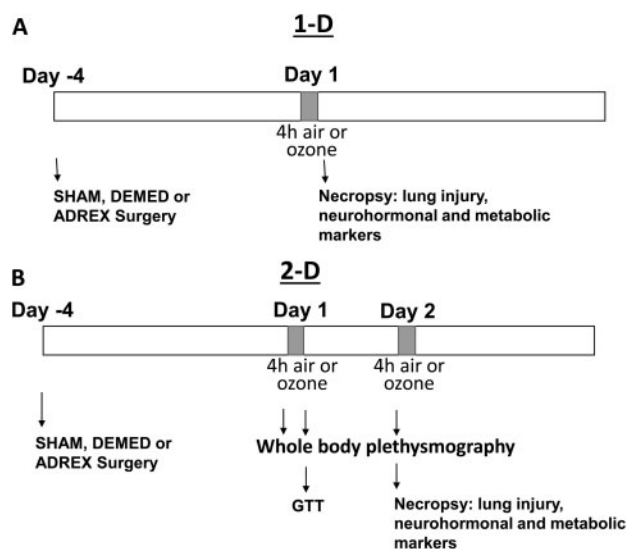 A
1-D
Day -4
Day 1
4h air or
ozone
SHAM, DEMED or
ADREX Surgery
Necropsy: lung injury,
neurohormonal and metabolic
markers
B
2-D
Day -4
Day 1
Day 2
4h air or
ozone
4h air or
ozone
SHAM, DEMED or
ADREX Surgery
Whole body plethysmography
GTT
Necropsy: lung injury,
neurohormonal and metabolic
markers